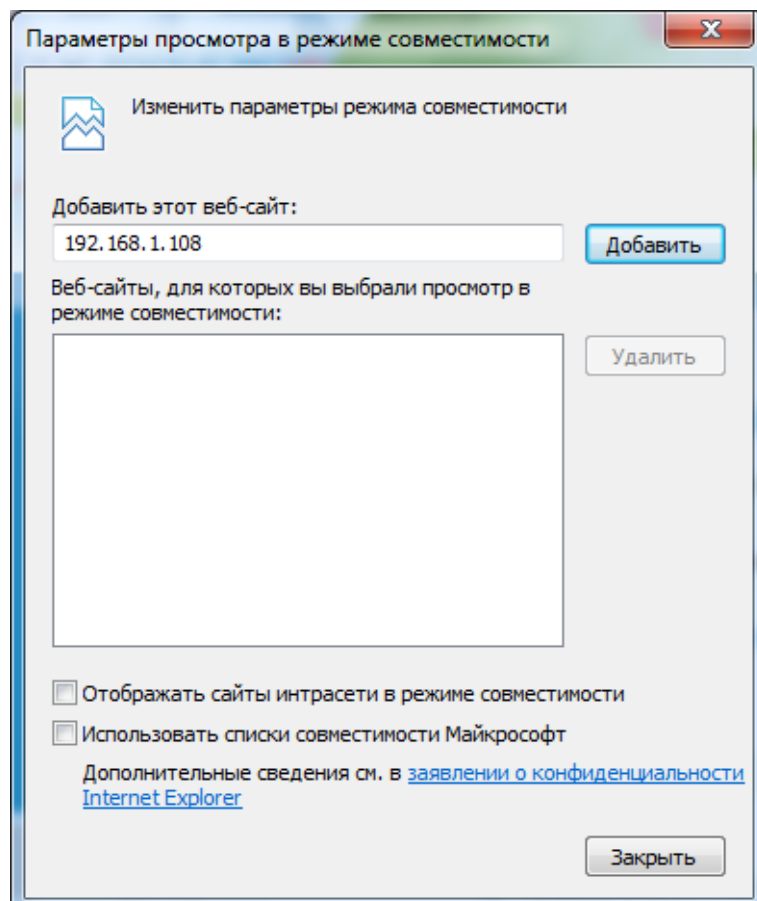 Параметры просмотра в режиме совместимости
Изменить параметры режима совместимости
Добавить этот веб-сайт:
192.168.1.108
Добавить
Веб-сайты, для которых вы выбрали просмотр в
режиме совместимости:
Удалить
Отображать сайты интрасети в режиме совместимости
Использовать списки совместимости Майкрософт
Дополнительные сведения см. в заявлении о конфиденциальности
Internet Explorer
Закрыть